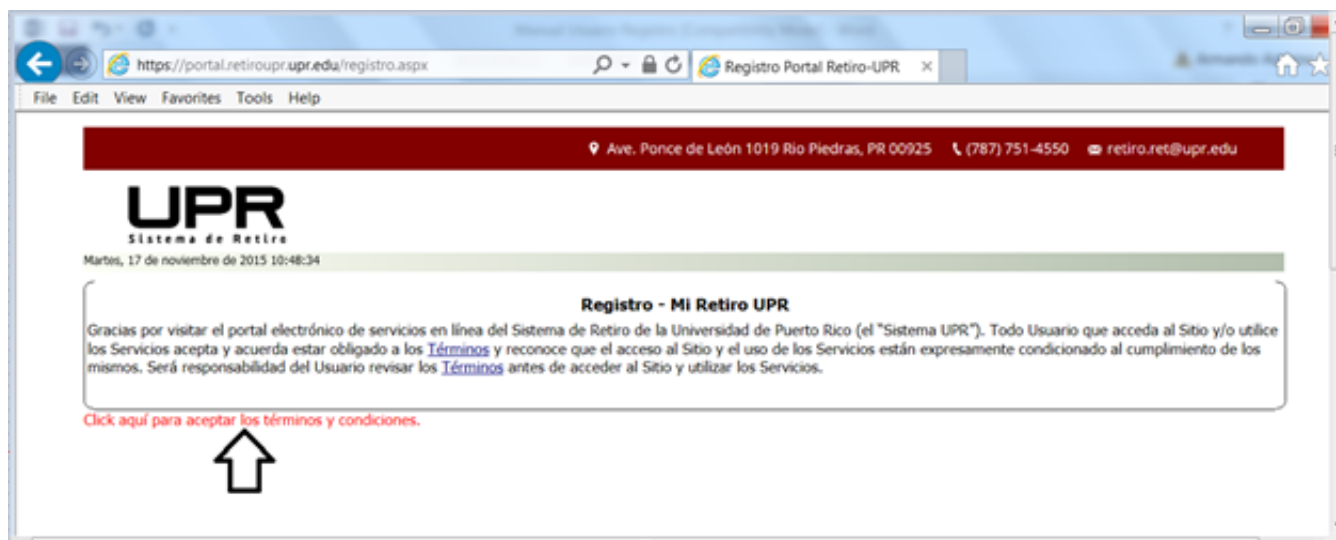 https://portal.retiroupr.upr.edu/registro.aspx
Registro Portal Retiro-UPR
File Edit View Favorites Tools Help
Ave. Ponce de León 1019 Rio Piedras, PR 00925 (787) 751-4550 retiro.ret@upr.edu
UPR
Sistema de Retiro
Martes, 17 de noviembre de 2015 10:48:34
Registro - Mi Retiro UPR
Gracias por visitar el portal electrónico de servicios en línea del Sistema de Retiro de la Universidad de Puerto Rico (el "Sistema UPR"). Todo Usuario que acceda al Sitio y/o utilice
los Servicios acepta y acuerda estar obligado a los Términos y reconoce que el acceso al Sitio y el uso de los Servicios están expresamente condicionado al cumplimiento de los
mismos. Será responsabilidad del Usuario revisar los Términos antes de acceder al Sitio y utilizar los Servicios.
Click aquí para aceptar los términos y condiciones.